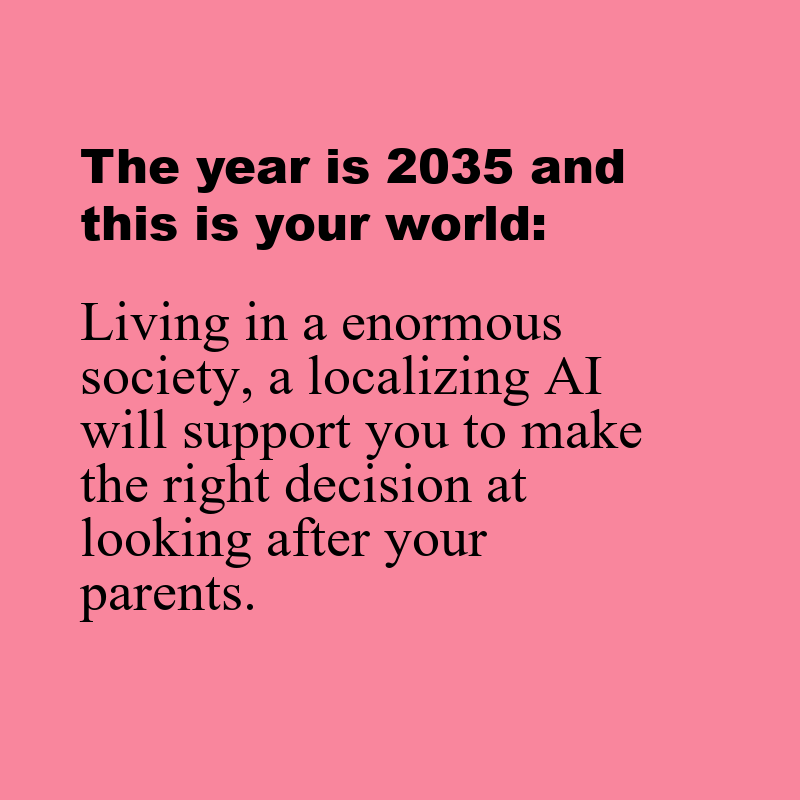 The year is 2035 and
this is your world:
Living in a enormous
society, a localizing AI
will support you to make
the right decision at
looking after your
parents.